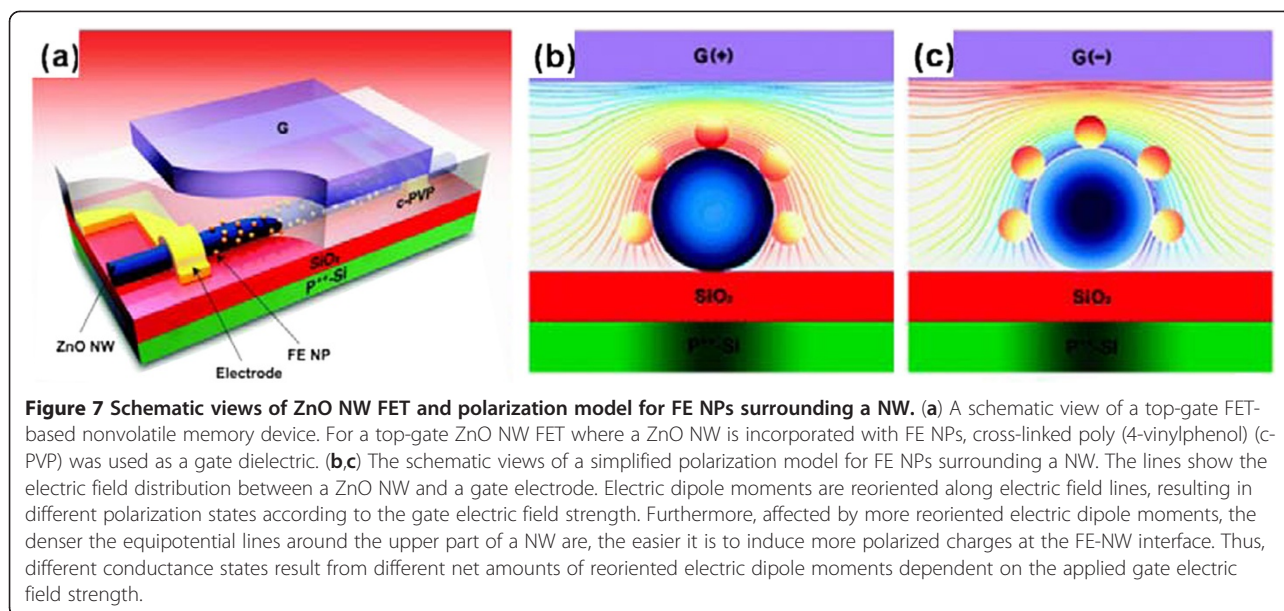 (a)
G
c-PVP
SiO₂
P⁺⁺-Si
ZnO NW
Electrode
FE NP
(b)
G(+)
SiO₂
P⁺⁺-Si
(c)
G(-)
SiO₂
P⁺⁺-Si
Figure 7 Schematic views of ZnO NW FET and polarization model for FE NPs surrounding a NW. (a) A schematic view of a top-gate FET-
based nonvolatile memory device. For a top-gate ZnO NW FET where a ZnO NW is incorporated with FE NPs, cross-linked poly (4-vinylphenol) (c-
PVP) was used as a gate dielectric. (b,c) The schematic views of a simplified polarization model for FE NPs surrounding a NW. The lines show the
electric field distribution between a ZnO NW and a gate electrode. Electric dipole moments are reoriented along electric field lines, resulting in
different polarization states according to the gate electric field strength. Furthermore, affected by more reoriented electric dipole moments, the
denser the equipotential lines around the upper part of a NW are, the easier it is to induce more polarized charges at the FE-NW interface. Thus,
different conductance states result from different net amounts of reoriented electric dipole moments dependent on the applied gate electric
field strength.